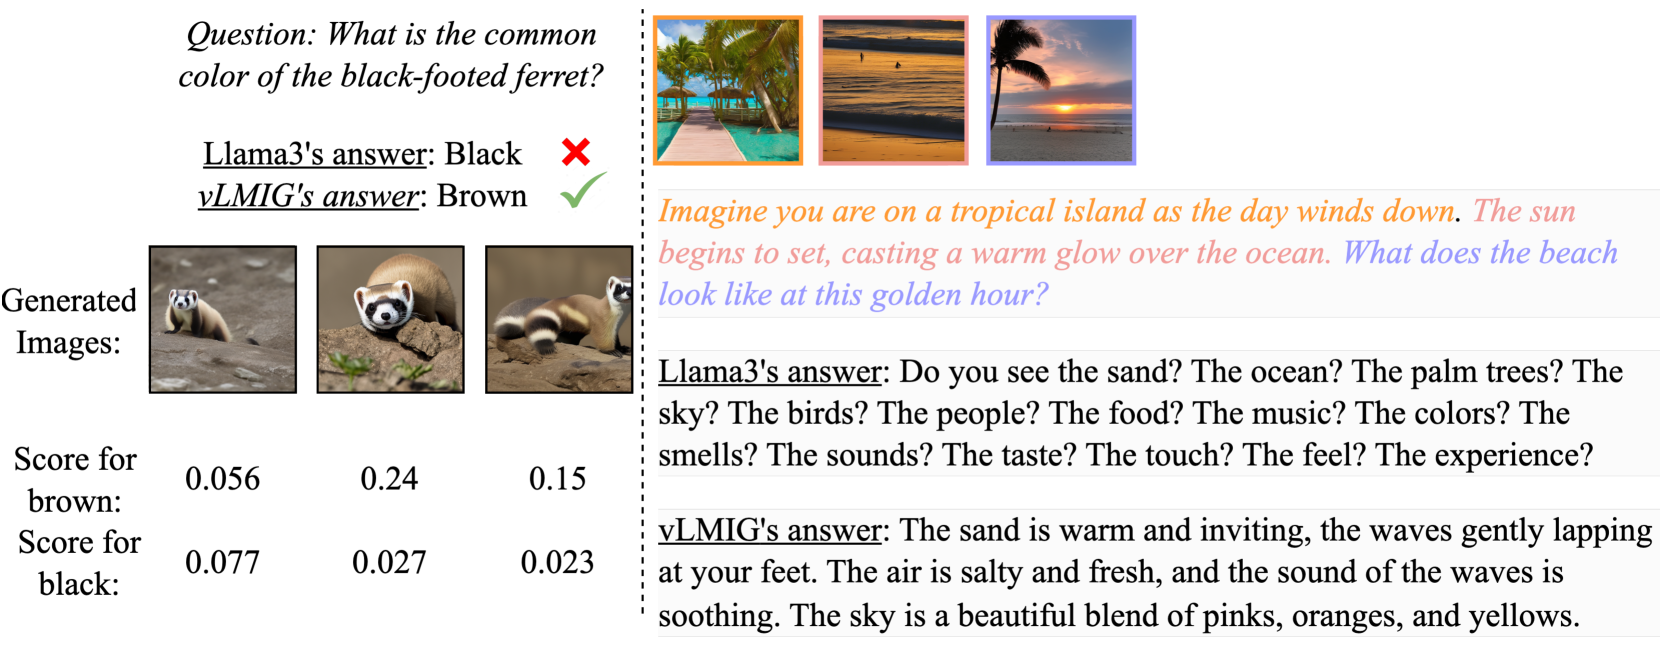 Question: What is the common
color of the black-footed ferret?
Llama3's answer: Black
vLMIG's answer: Brown
Generated
Images:
Score for
brown:
0.056
0.24
0.15
Score for
black:
0.077
0.027
0.023
Imagine you are on a tropical island as the day winds down. The sun
begins to set, casting a warm glow over the ocean. What does the beach
look like at this golden hour?
Llama3's answer: Do you see the sand? The ocean? The palm trees? The
sky? The birds? The people? The food? The music? The colors? The
smells? The sounds? The taste? The touch? The feel? The experience?
vLMIG's answer: The sand is warm and inviting, the waves gently lapping
at your feet. The air is salty and fresh, and the sound of the waves is
soothing. The sky is a beautiful blend of pinks, oranges, and yellows.